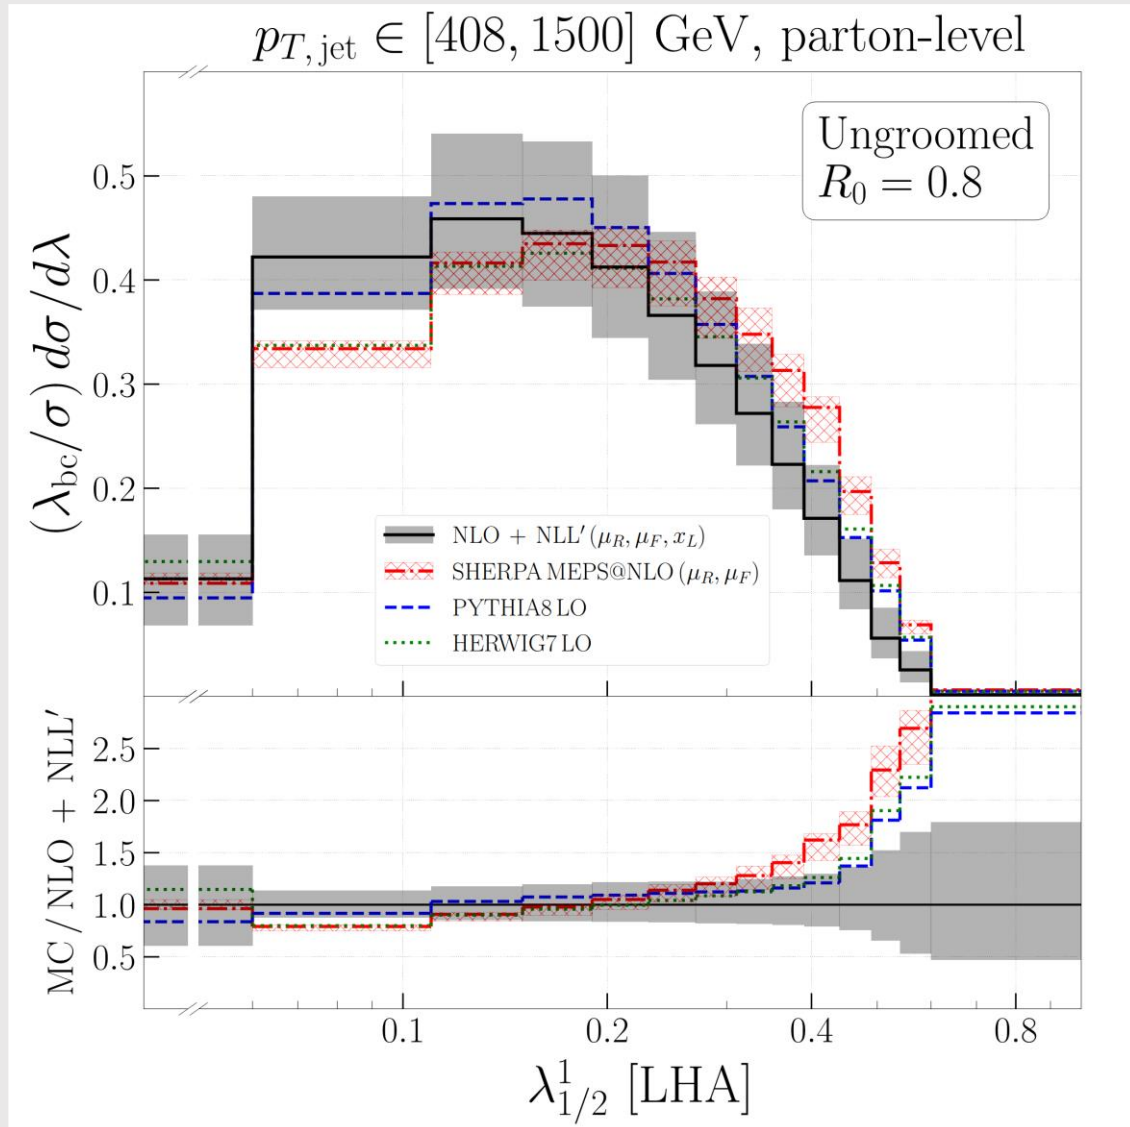 p_{T, jet} ∈ [408, 1500] GeV, parton-level
Ungroomed
R_0 = 0.8
(λ_bc/σ) dσ/dλ
0.5
0.4
0.3
0.2
0.1
NLO + NLL′ (μ_R, μ_F, x_L)
SHERPA MEPS@NLO (μ_R, μ_F)
PYTHIA8 LO
HERWIG7 LO
MC / NLO + NLL′
2.5
2.0
1.5
1.0
0.5
0.1 0.2 0.4 0.8
λ^1_{1/2} [LHA]